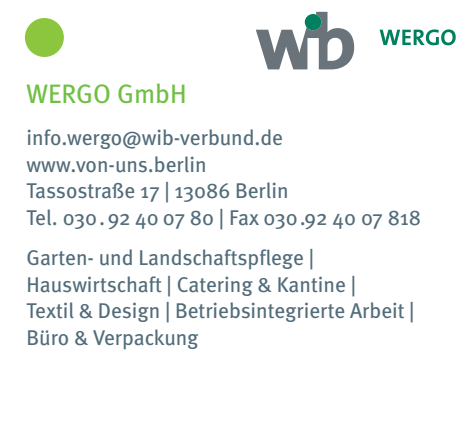 wib WERGO
WERGO GmbH
info.wergo@wib-verbund.de
www.von-uns.berlin
Tassostraße 17 | 13086 Berlin
Tel. 030.92 40 07 80 | Fax 030.92 40 07 818
Garten- und Landschaftspflege |
Hauswirtschaft | Catering & Kantine |
Textil & Design | Betriebsintegrierte Arbeit |
Büro & Verpackung